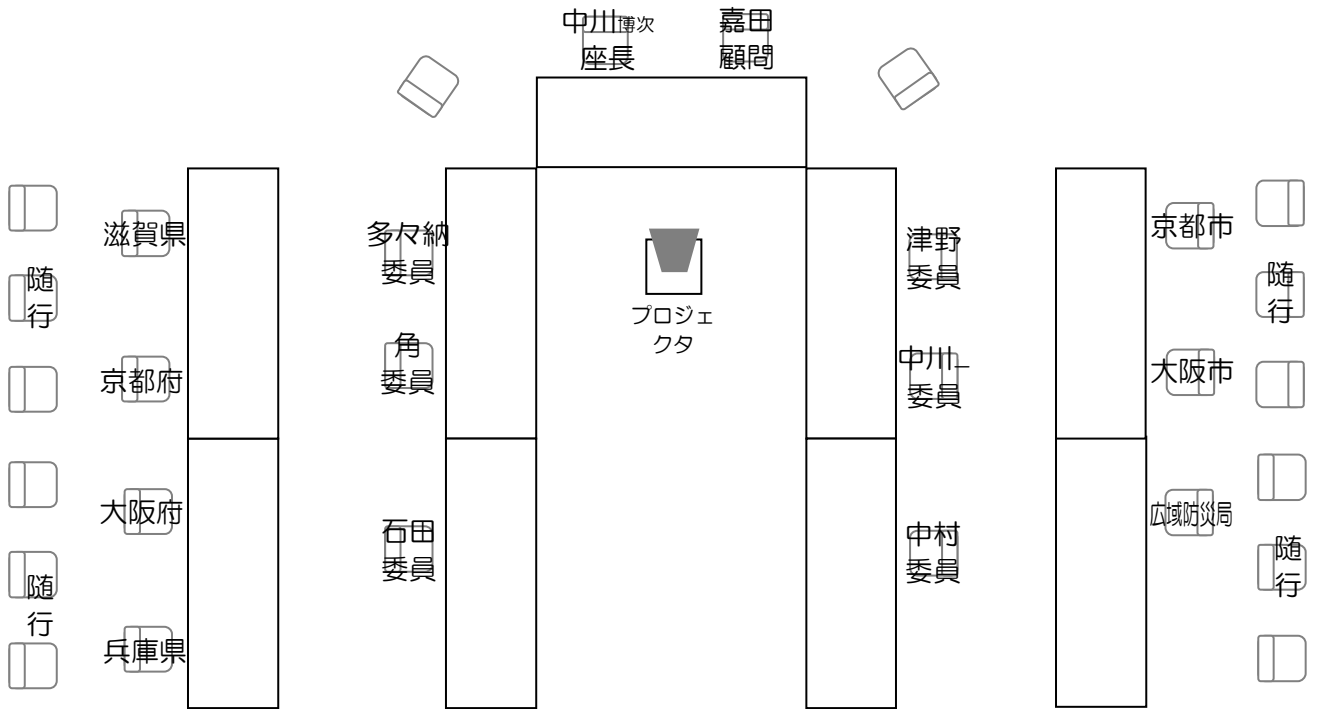 中川博次
座長
嘉田
顧問
滋賀県
多々納
委員
津野
委員
京都市
随
行
随
行
プロジェ
クタ
京都府
角
委員
中川一
委員
大阪市
大阪府
石田
委員
中村
委員
広域防災局
随
行
随
行
兵庫県